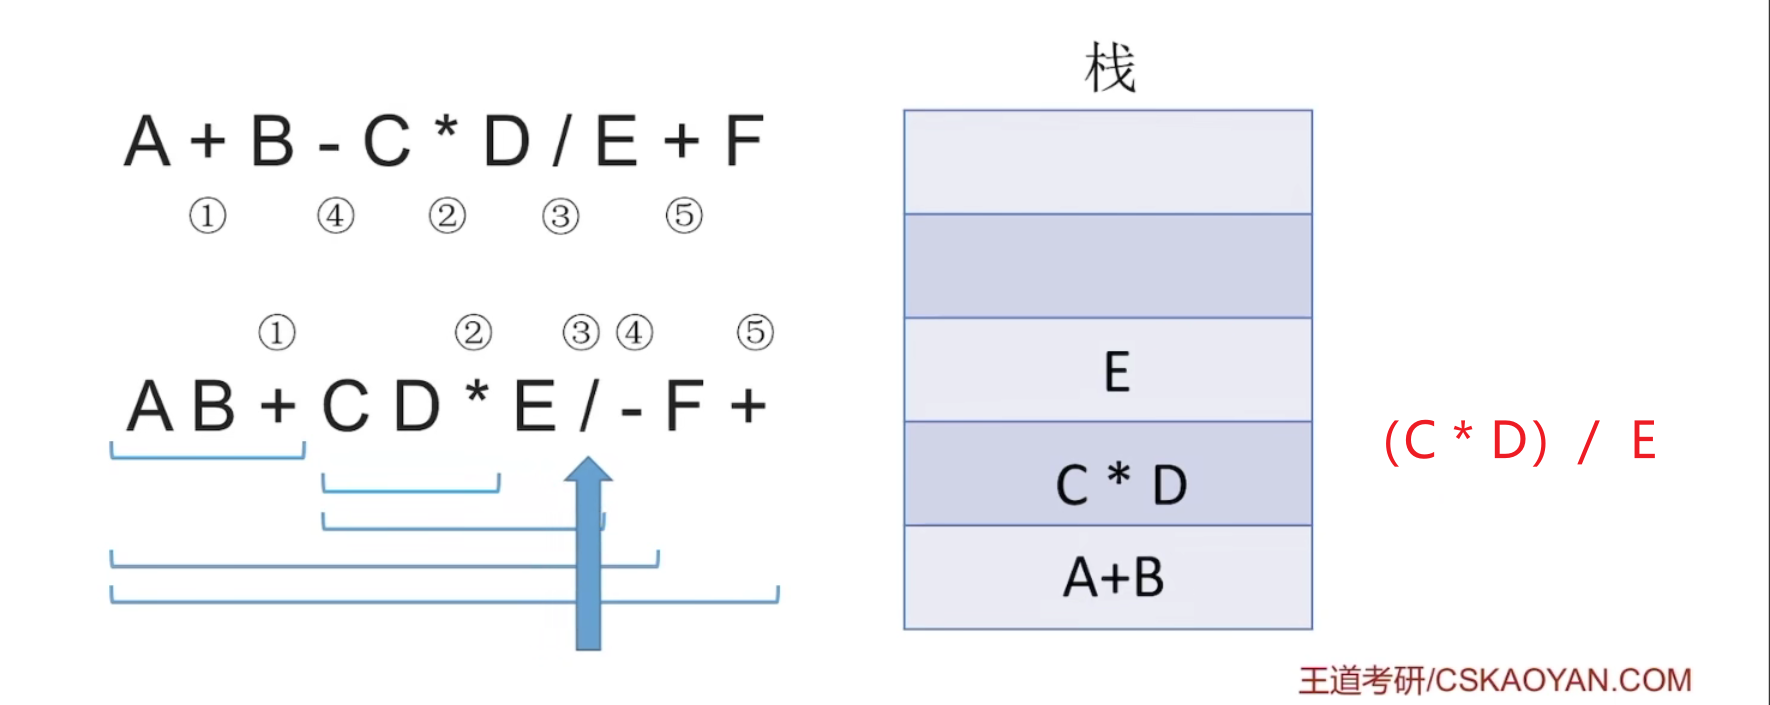 A + B - C * D / E + F
① ④ ② ③ ⑤
① ② ③ ④ ⑤
A B + C D * E / - F +
栈
E
C * D
A+B
(C * D) / E
王道考研/CSKAOYAN.COM